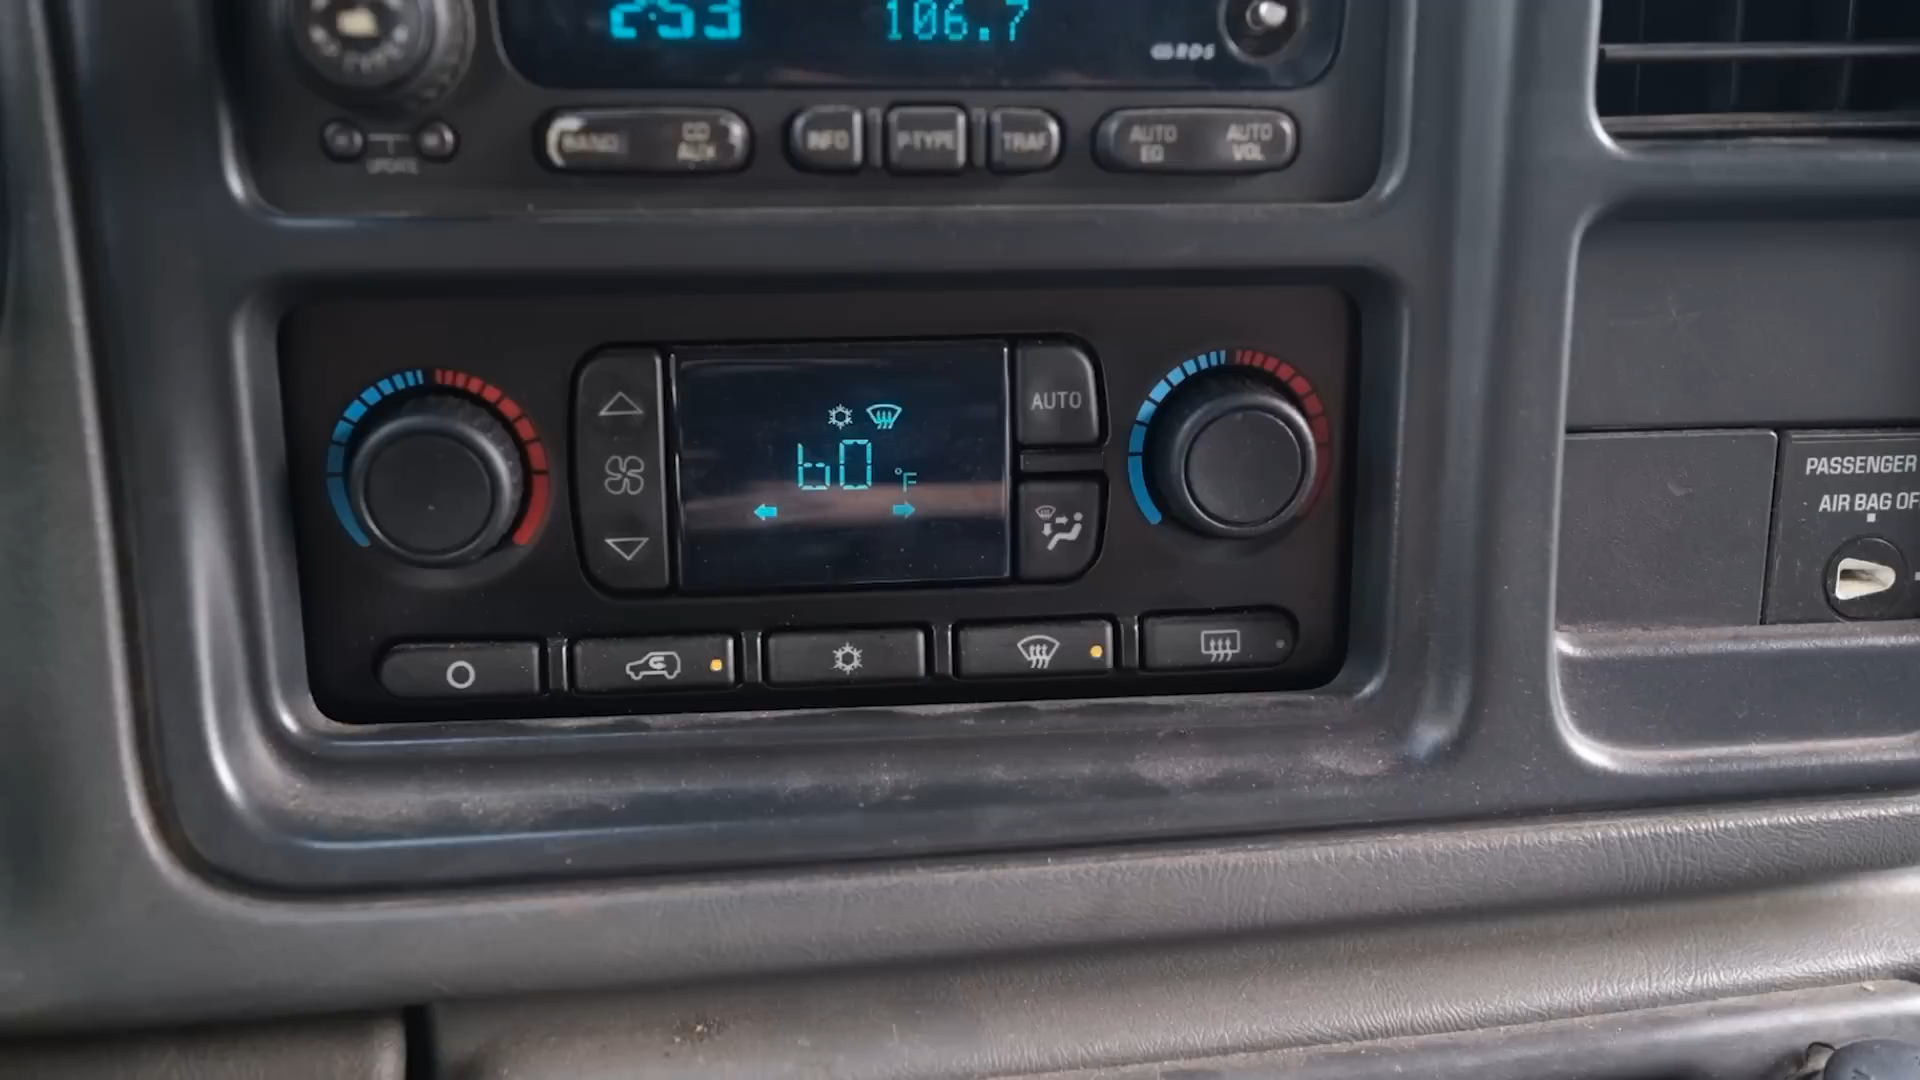 2:53 106.7
RDS
BAND CD AUX INFO P-TYPE TRAF AUTO EQ AUTO VOL
UPDATE
AUTO
60 °F
PASSENGER
AIR BAG OF